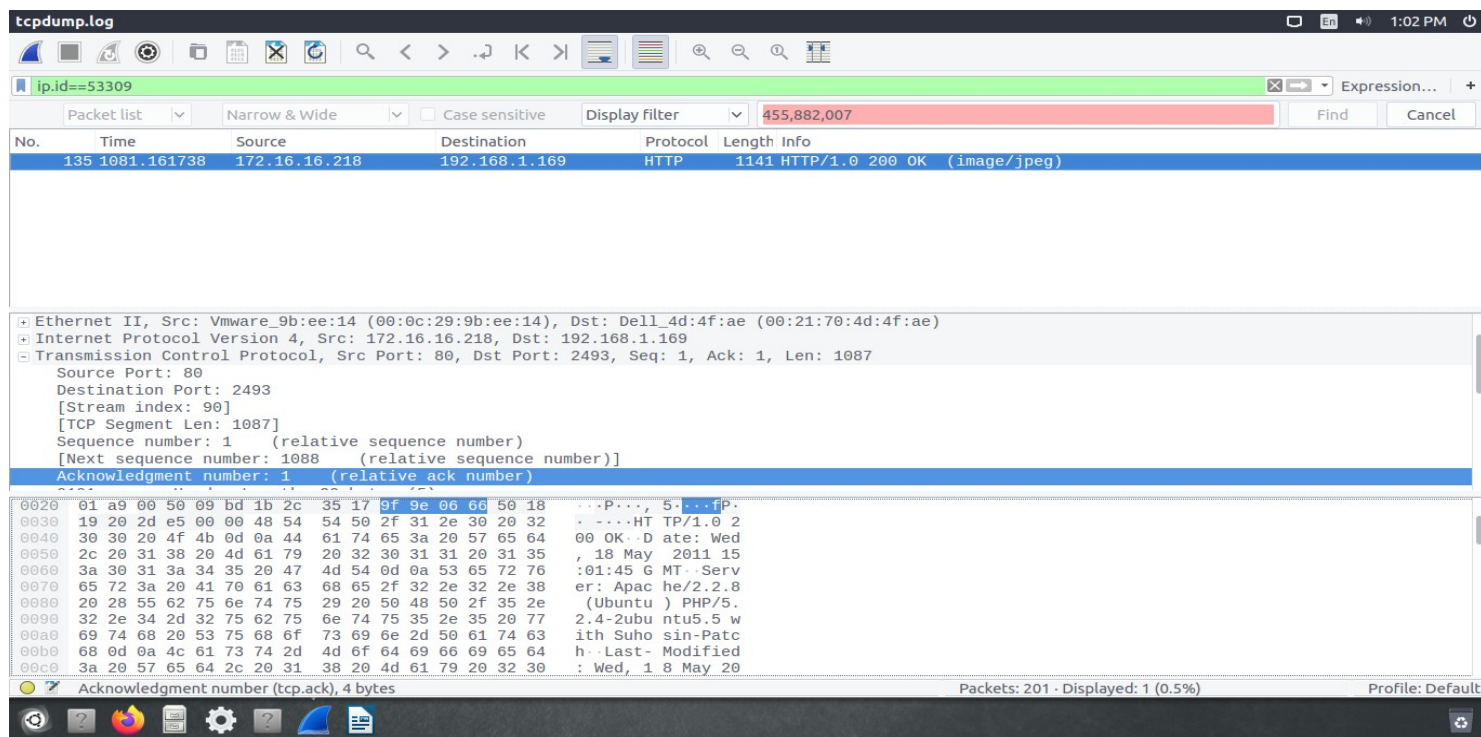 tcpdump.log En 1:02 PM
ip.id==53309 Expression... +
Packet list Narrow & Wide Case sensitive Display filter 455,882,007 Find Cancel
No. Time Source Destination Protocol Length Info
135 1081.161738 172.16.16.218 192.168.1.169 HTTP 1141 HTTP/1.0 200 OK (image/jpeg)
Ethernet II, Src: Vmware_9b:ee:14 (00:0c:29:9b:ee:14), Dst: Dell_4d:4f:ae (00:21:70:4d:4f:ae)
Internet Protocol Version 4, Src: 172.16.16.218, Dst: 192.168.1.169
Transmission Control Protocol, Src Port: 80, Dst Port: 2493, Seq: 1, Ack: 1, Len: 1087
Source Port: 80
Destination Port: 2493
[Stream index: 90]
[TCP Segment Len: 1087]
Sequence number: 1 (relative sequence number)
[Next sequence number: 1088 (relative sequence number)]
Acknowledgment number: 1 (relative ack number)
0020 01 a9 00 50 09 bd 1b 2c 35 17 9f 9e 06 66 50 18 ···P···, 5····fP·
0030 19 20 2d e5 00 00 48 54 54 50 2f 31 2e 30 20 32 · -···HT TP/1.0 2
0040 30 30 20 4f 4b 0d 0a 44 61 74 65 3a 20 57 65 64 00 OK··D ate: Wed
0050 2c 20 31 38 20 4d 61 79 20 32 30 31 31 20 31 35 , 18 May 2011 15
0060 3a 30 31 3a 34 35 20 47 4d 54 0d 0a 53 65 72 76 :01:45 G MT··Serv
0070 65 72 3a 20 41 70 61 63 68 65 2f 32 2e 32 2e 38 er: Apac he/2.2.8
0080 20 28 55 62 75 6e 74 75 29 20 50 48 50 2f 35 2e (Ubuntu ) PHP/5.
0090 32 2e 34 2d 32 75 62 75 6e 74 75 35 2e 35 20 77 2.4-2ubu ntu5.5 w
00a0 69 74 68 20 53 75 68 6f 73 69 6e 2d 50 61 74 63 ith Suho sin-Patc
00b0 68 0d 0a 4c 61 73 74 2d 4d 6f 64 69 66 69 65 64 h··Last- Modified
00c0 3a 20 57 65 64 2c 20 31 38 20 4d 61 79 20 32 30 : Wed, 1 8 May 20
Acknowledgment number (tcp.ack), 4 bytes Packets: 201 · Displayed: 1 (0.5%) Profile: Default